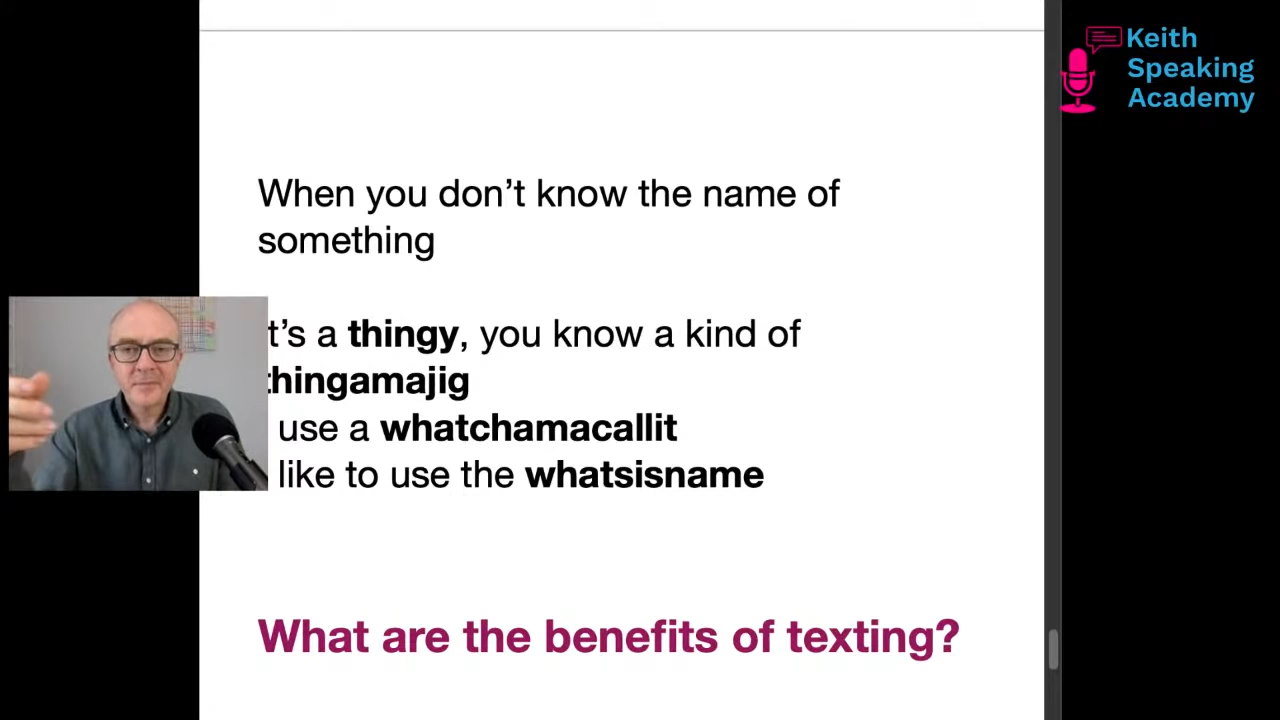 Keith
Speaking
Academy
When you don’t know the name of
something
t’s a thingy, you know a kind of
thingamajig
use a whatchamacallit
like to use the whatsisname
What are the benefits of texting?